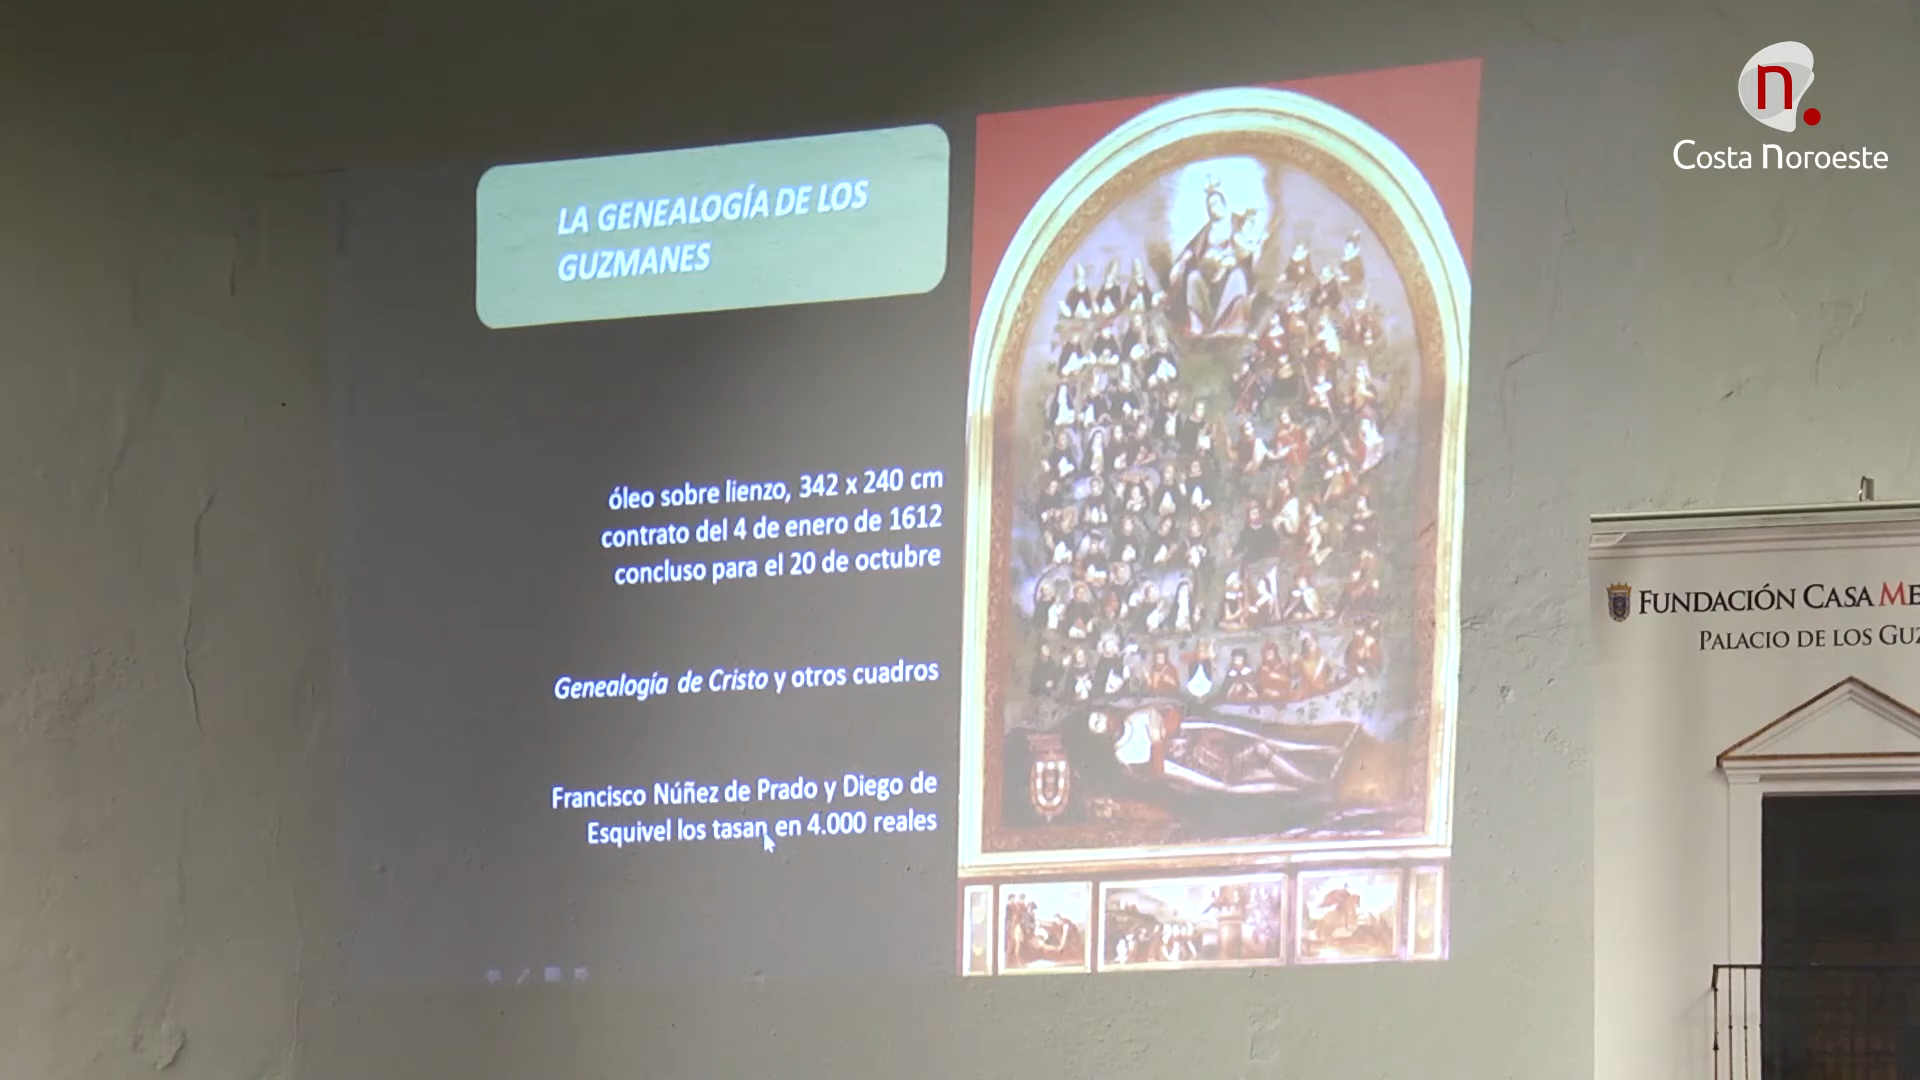 n.
Costa Noroeste
LA GENEALOGÍA DE LOS
GUZMANES
óleo sobre lienzo, 342 x 240 cm
contrato del 4 de enero de 1612
concluso para el 20 de octubre
Genealogía de Cristo y otros cuadros
Francisco Núñez de Prado y Diego de
Esquivel los tasan en 4.000 reales
FUNDACIÓN CASA ME
PALACIO DE LOS GUZ